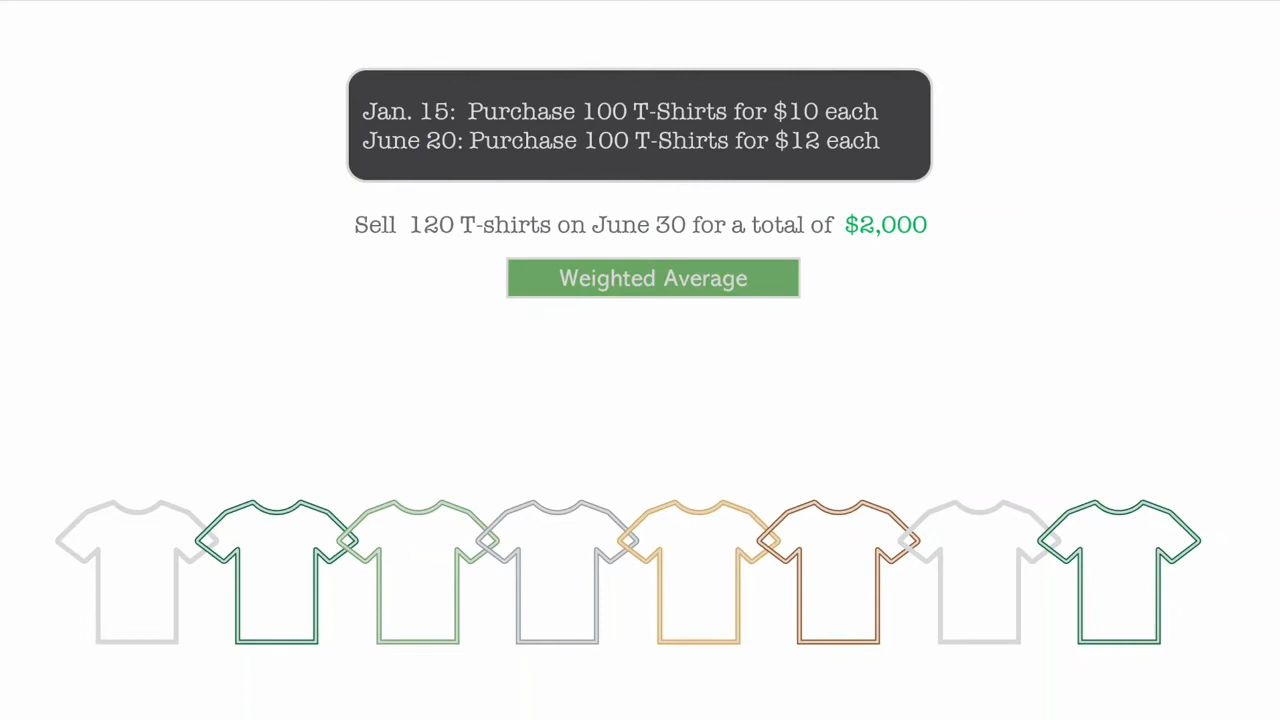 Jan. 15: Purchase 100 T-Shirts for $10 each
June 20: Purchase 100 T-Shirts for $12 each
Sell 120 T-shirts on June 30 for a total of $2,000
Weighted Average